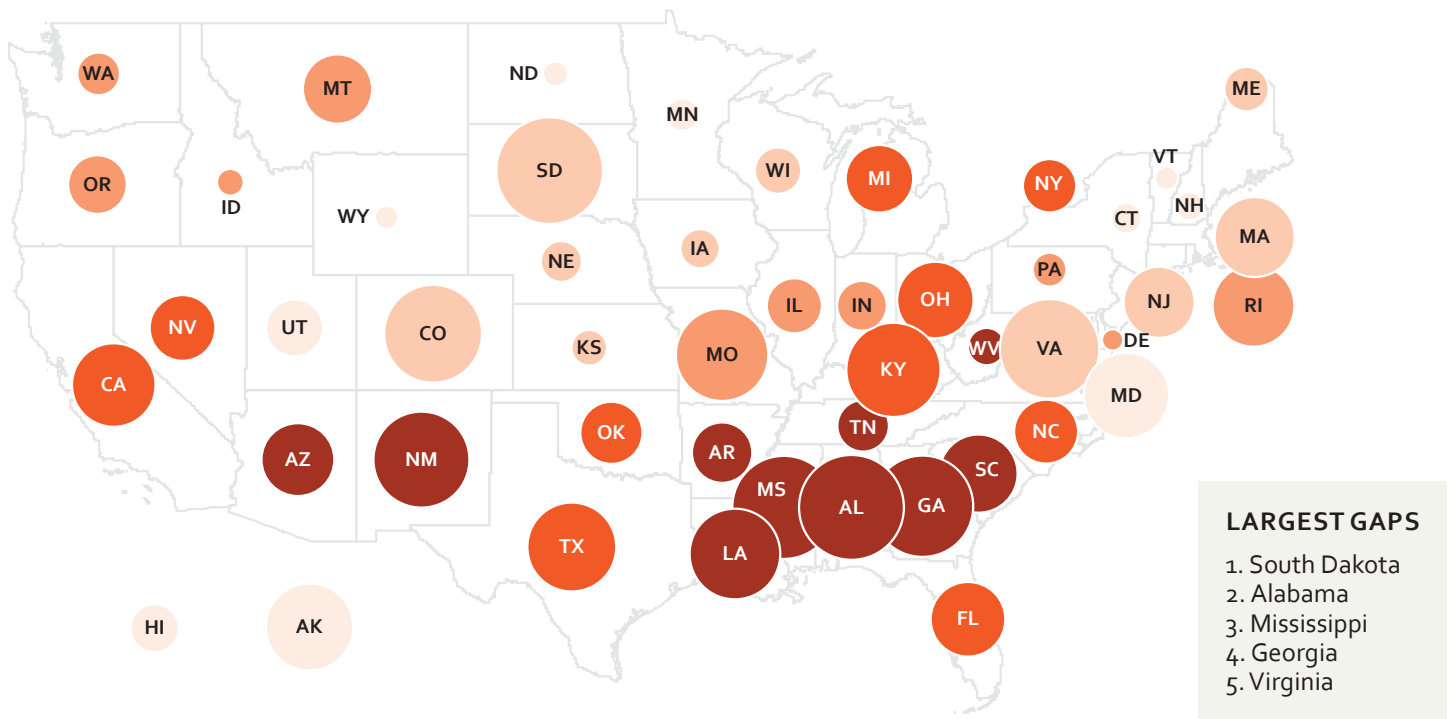 WA
MT
ND
MN
ME
OR
ID
WY
SD
WI
MI
NY
VT
NH
CT
MA
NE
IA
PA
NJ
RI
NV
UT
CO
KS
MO
IL
IN
OH
KY
WV
VA
DE
MD
CA
AZ
NM
OK
AR
TN
NC
SC
MS
AL
GA
LA
TX
FL
HI
AK
LARGEST GAPS
1. South Dakota
2. Alabama
3. Mississippi
4. Georgia
5. Virginia